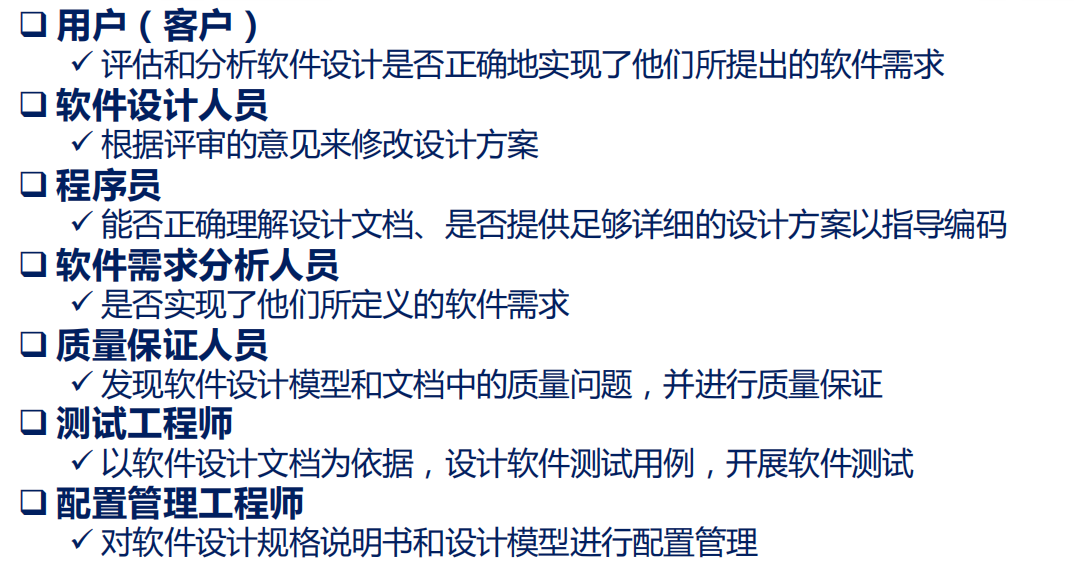 ❑ 用户（客户）
✓ 评估和分析软件设计是否正确地实现了他们所提出的软件需求
❑ 软件设计人员
✓ 根据评审的意见来修改设计方案
❑ 程序员
✓ 能否正确理解设计文档、是否提供足够详细的设计方案以指导编码
❑ 软件需求分析人员
✓ 是否实现了他们所定义的软件需求
❑ 质量保证人员
✓ 发现软件设计模型和文档中的质量问题，并进行质量保证
❑ 测试工程师
✓ 以软件设计文档为依据，设计软件测试用例，开展软件测试
❑ 配置管理工程师
✓ 对软件设计规格说明书和设计模型进行配置管理